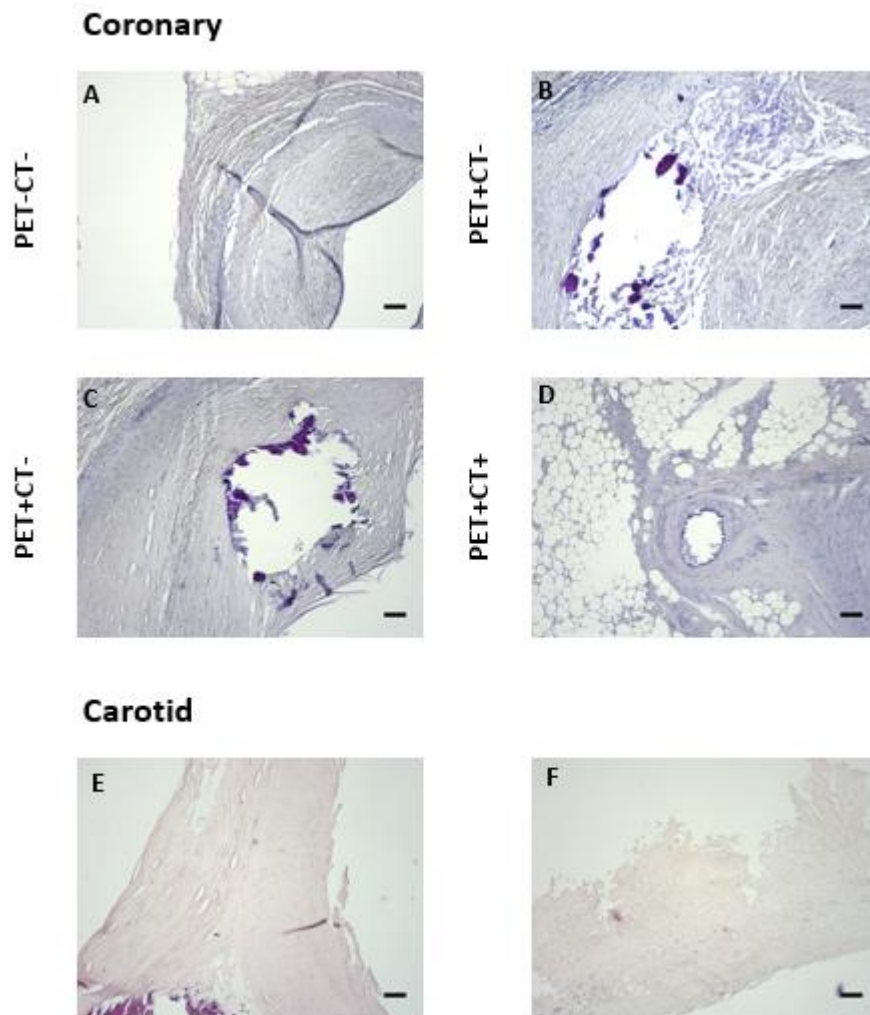 Coronary
PET-CT-
A
PET+CT-
B
PET+CT-
C
PET+CT+
D
Carotid
E
F